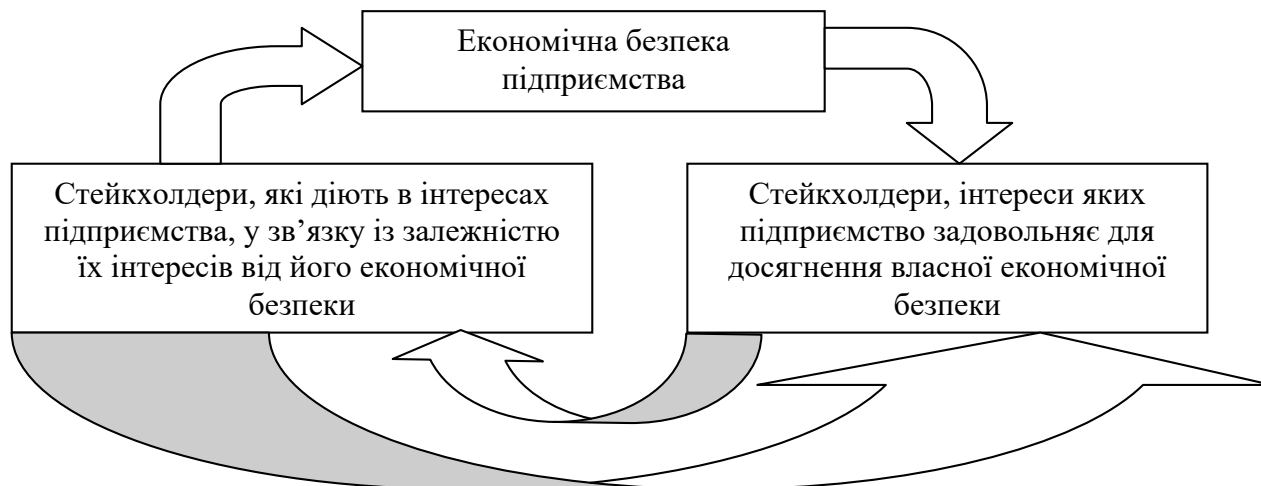 Економічна безпека
підприємства
Стейкхолдери, які діють в інтересах
підприємства, у зв’язку із залежністю
їх інтересів від його економічної
безпеки
Стейкхолдери, інтереси яких
підприємство задовольняє для
досягнення власної економічної
безпеки